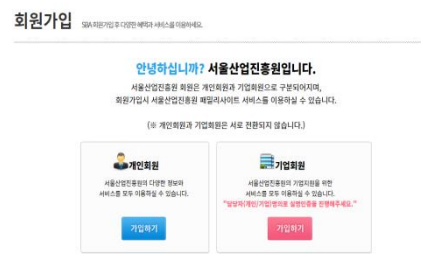 회원가입
SBA 회원가입 후 다양한 혜택과 서비스를 이용하세요.
안녕하십니까? 서울산업진흥원입니다.
서울산업진흥원 회원은 개인회원과 기업회원으로 구분되어지며,
회원가입시 서울산업진흥원 패밀리사이트 서비스를 이용하실 수 있습니다.
(※ 개인회원과 기업회원은 서로 전환되지 않습니다.)
개인회원
서울산업진흥원의 다양한 정보와
서비스를 모두 이용하실 수 있습니다.
가입하기
기업회원
서울산업진흥원의 기업지원을 위한
서비스를 모두 이용하실 수 있습니다.
"담당자(개인/기업)명의로 실명인증을 진행해주세요."
가입하기